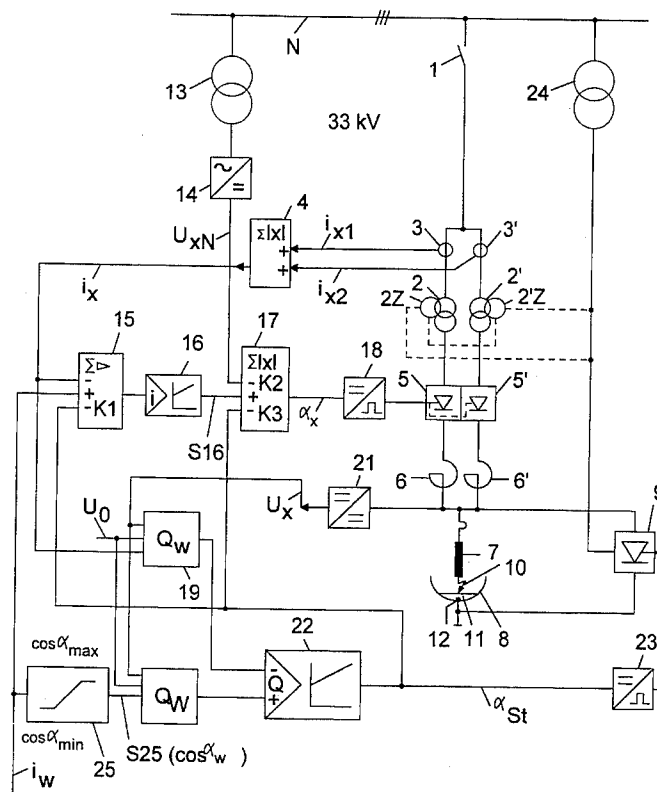 N
13
1
24
33 kV
14
4
3
3'
Σ|x|
+
+
i_x1
i_x2
U_xN
i_x
2
2'
2Z
2'Z
15
16
17
18
Σ
-
+
-K1
i
Σ|x|
-K2
+
-K3
S16
α_x
5
5'
6
6'
21
U_x
9
U_0
Q_W
19
7
10
12
11
8
22
23
cosα_max
Q_W
-
Q
+
α_St
cosα_min
25
S25 (cosα_w)
i_w